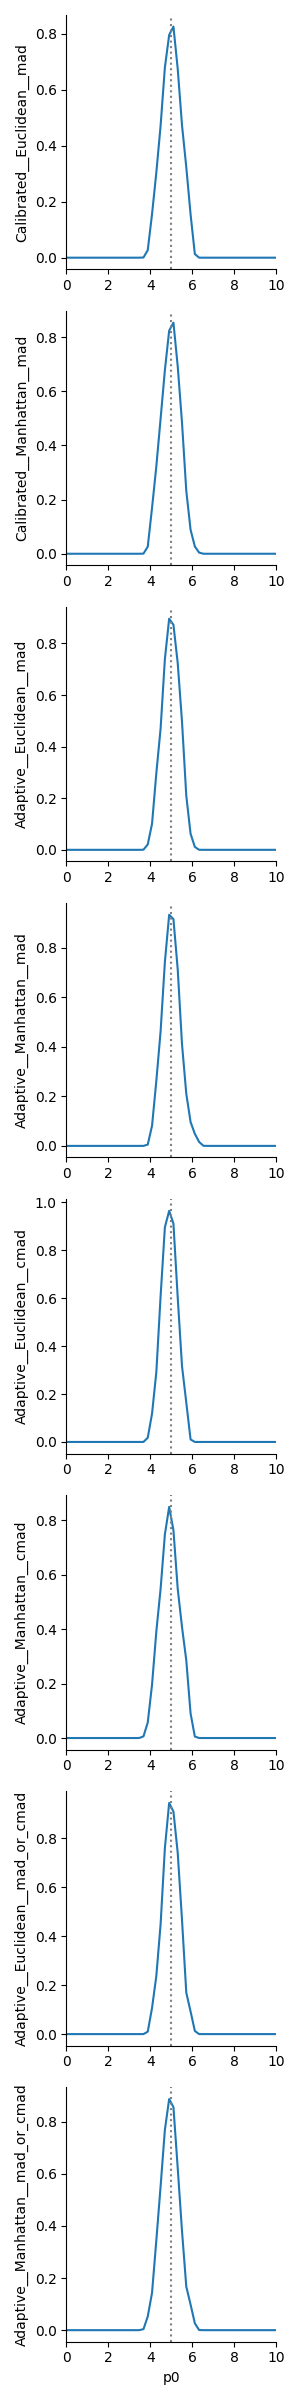 Calibrated__Euclidean__mad
0.8
0.6
0.4
0.2
0.0
0 2 4 6 8 10
Calibrated__Manhattan__mad
0.8
0.6
0.4
0.2
0.0
0 2 4 6 8 10
Adaptive__Euclidean__mad
0.8
0.6
0.4
0.2
0.0
0 2 4 6 8 10
Adaptive__Manhattan__mad
0.8
0.6
0.4
0.2
0.0
0 2 4 6 8 10
Adaptive__Euclidean__cmad
1.0
0.8
0.6
0.4
0.2
0.0
0 2 4 6 8 10
Adaptive__Manhattan__cmad
0.8
0.6
0.4
0.2
0.0
0 2 4 6 8 10
Adaptive__Euclidean__mad_or_cmad
0.8
0.6
0.4
0.2
0.0
0 2 4 6 8 10
Adaptive__Manhattan__mad_or_cmad
0.8
0.6
0.4
0.2
0.0
0 2 4 6 8 10
p0